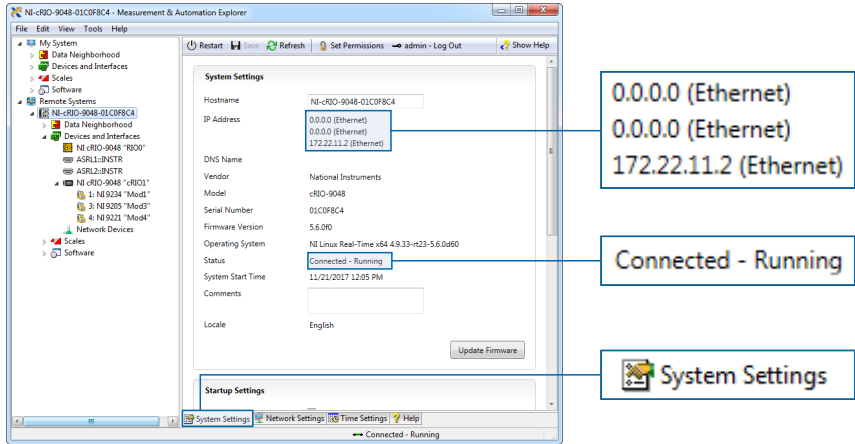 NI-cRIO-9048-01C0F8C4 - Measurement & Automation Explorer
File Edit View Tools Help
My System
Data Neighborhood
Devices and Interfaces
Scales
Software
Remote Systems
NI-cRIO-9048-01C0F8C4
Data Neighborhood
Devices and Interfaces
NI cRIO-9048 "RIO0"
ASRL1::INSTR
ASRL2::INSTR
NI cRIO-9048 "cRIO1"
1: NI 9234 "Mod1"
3: NI 9205 "Mod3"
4: NI 9221 "Mod4"
Network Devices
Scales
Software
Restart Save Refresh Set Permissions admin - Log Out Show Help
System Settings
Hostname NI-cRIO-9048-01C0F8C4
IP Address 0.0.0.0 (Ethernet)
0.0.0.0 (Ethernet)
172.22.11.2 (Ethernet)
DNS Name
Vendor National Instruments
Model cRIO-9048
Serial Number 01C0F8C4
Firmware Version 5.6.0f0
Operating System NI Linux Real-Time x64 4.9.33-rt23-5.6.0d60
Status Connected - Running
System Start Time 11/21/2017 12:05 PM
Comments
Locale English
Update Firmware
Startup Settings
System Settings Network Settings Time Settings Help
Connected - Running
0.0.0.0 (Ethernet)
0.0.0.0 (Ethernet)
172.22.11.2 (Ethernet)
Connected - Running
System Settings